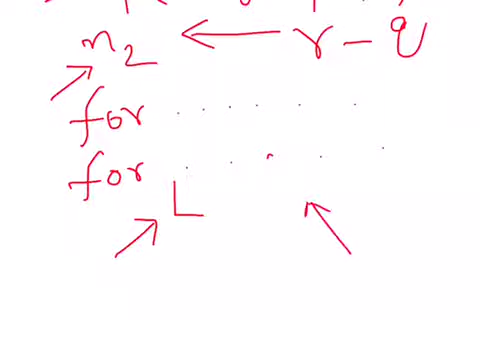 n2 ← r - q
for . . . . .
for . . . . .
L